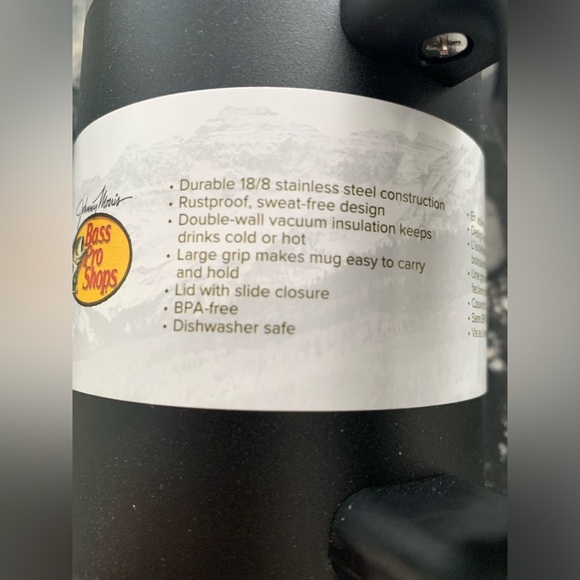 Johnny Morris
Bass
Pro
Shops
• Durable 18/8 stainless steel construction
• Rustproof, sweat-free design
• Double-wall vacuum insulation keeps
drinks cold or hot
• Large grip makes mug easy to carry
and hold
• Lid with slide closure
• BPA-free
• Dishwasher safe